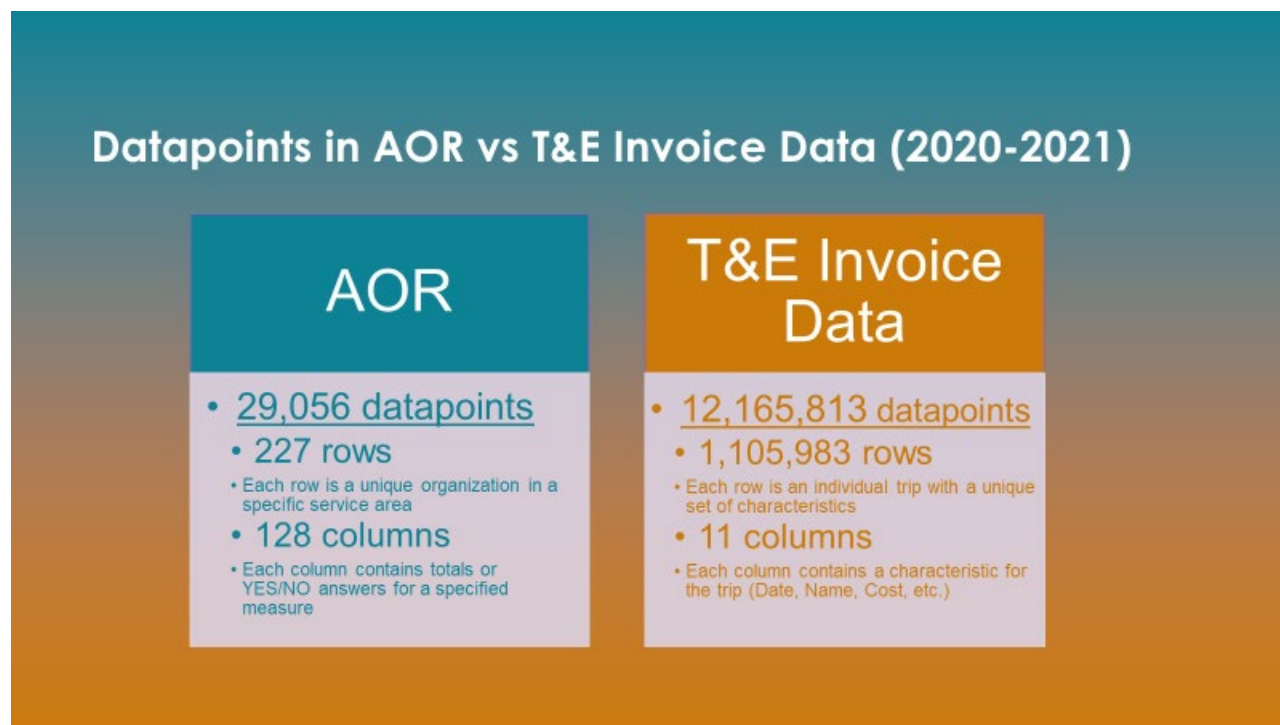 Datapoints in AOR vs T&E Invoice Data (2020-2021)
AOR
• 29,056 datapoints
• 227 rows
• Each row is a unique organization in a
specific service area
• 128 columns
• Each column contains totals or
YES/NO answers for a specified
measure
T&E Invoice
Data
• 12,165,813 datapoints
• 1,105,983 rows
• Each row is an individual trip with a unique
set of characteristics
• 11 columns
• Each column contains a characteristic for
the trip (Date, Name, Cost, etc.)